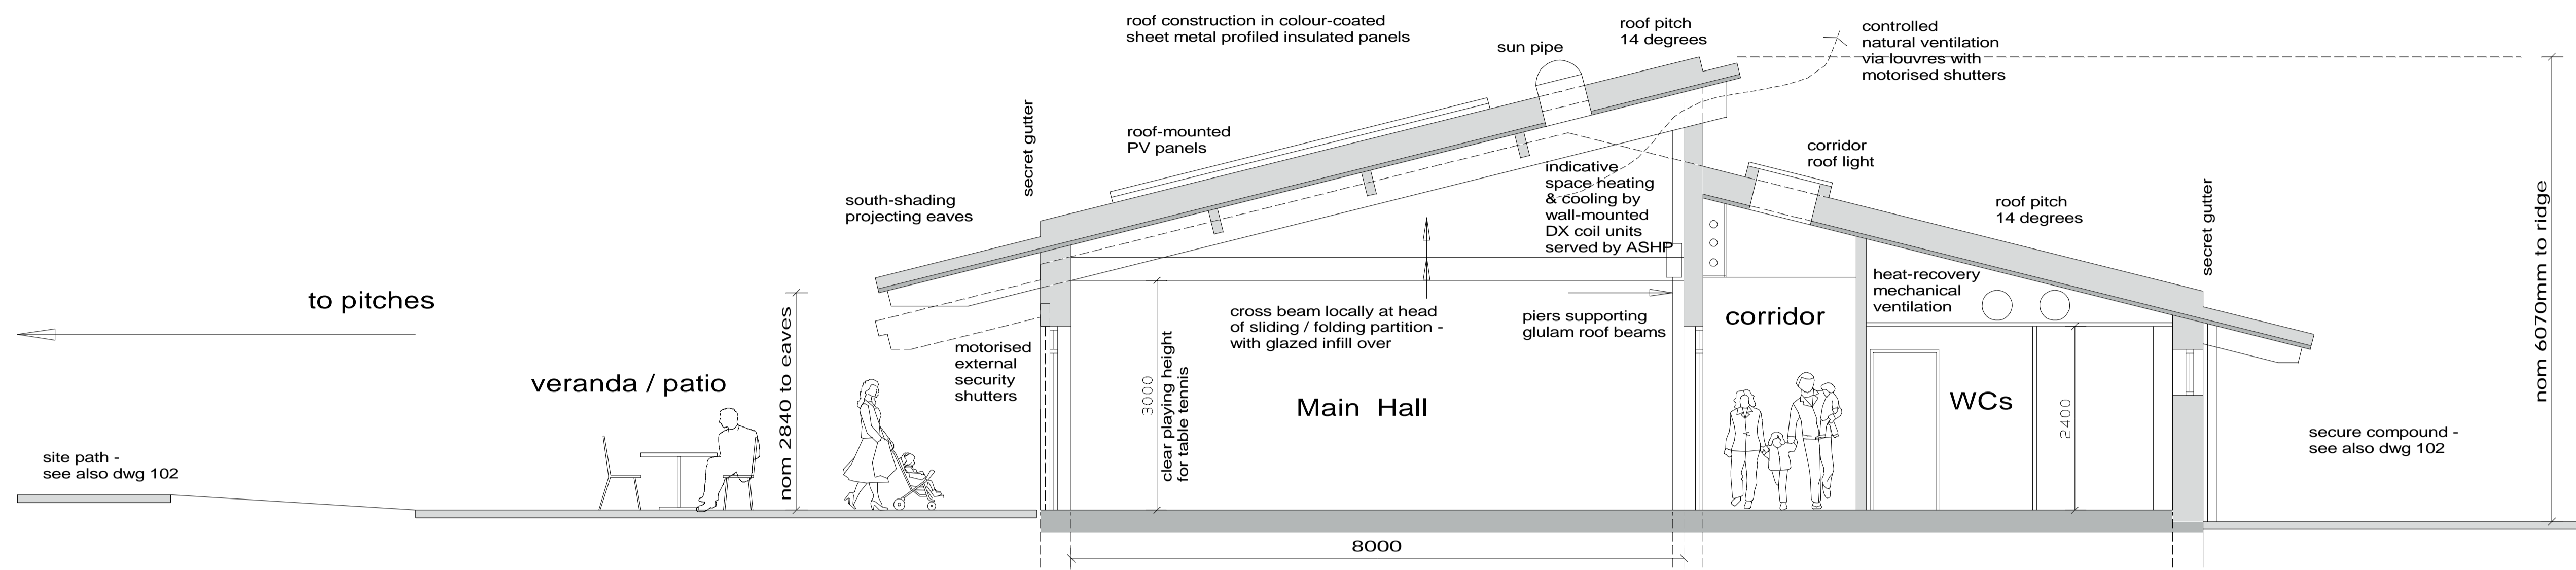 roof construction in colour-coated
sheet metal profiled insulated panels
roof pitch
14 degrees
sun pipe
controlled
natural ventilation
via louvres with
motorised shutters
secret gutter
roof-mounted
PV panels
corridor
roof light
indicative
space heating
& cooling by
wall-mounted
DX coil units
served by ASHP
south-shading
projecting eaves
roof pitch
14 degrees
secret gutter
nom 6070mm to ridge
to pitches
heat-recovery
mechanical
ventilation
cross beam locally at head
of sliding / folding partition -
with glazed infill over
piers supporting
glulam roof beams
corridor
motorised
external
security
shutters
nom 2840 to eaves
veranda / patio
3000
clear playing height
for table tennis
Main Hall
WCs
2400
site path -
see also dwg 102
secure compound -
see also dwg 102
8000